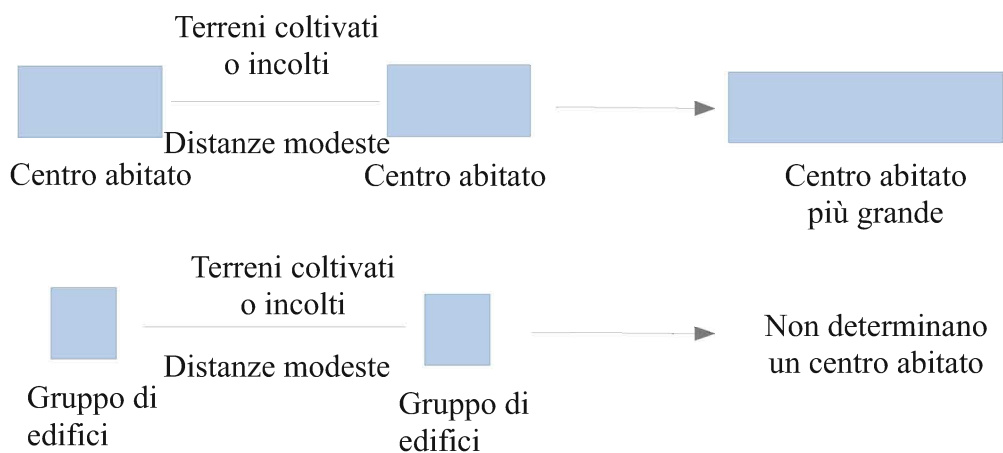 Terreni coltivati
o incolti
Distanze modeste
Centro abitato
Centro abitato
Centro abitato
più grande
Terreni coltivati
o incolti
Distanze modeste
Gruppo di
edifici
Gruppo di
edifici
Non determinano
un centro abitato